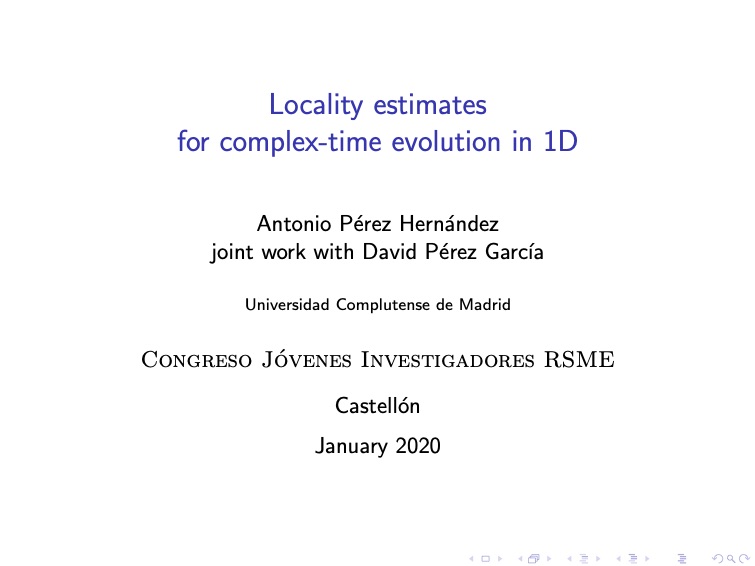 Locality estimates
for complex-time evolution in 1D
Antonio Pérez Hernández
joint work with David Pérez García
Universidad Complutense de Madrid
Congreso Jóvenes Investigadores RSME
Castellón
January 2020